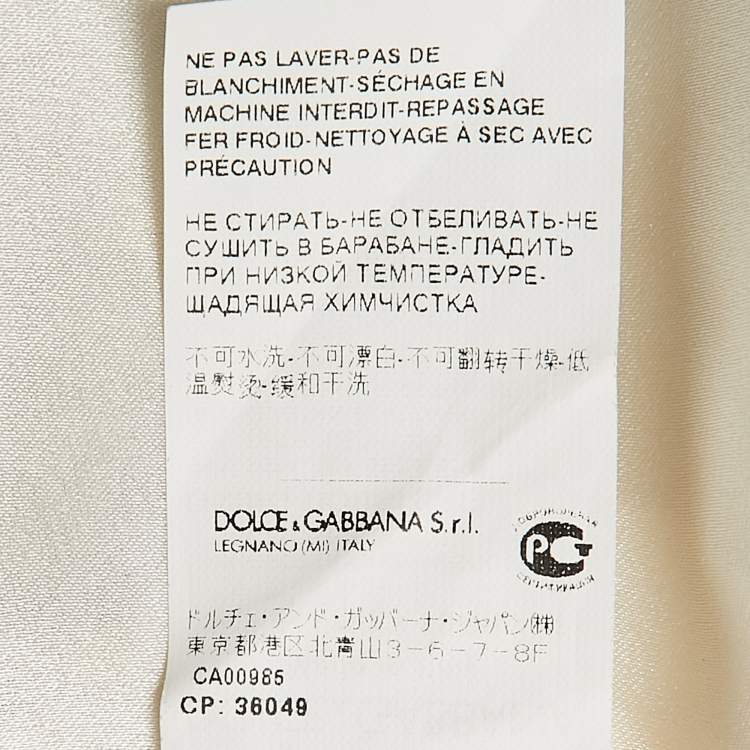 NE PAS LAVER-PAS DE
BLANCHIMENT-SÉCHAGE EN
MACHINE INTERDIT-REPASSAGE
FER FROID-NETTOYAGE À SEC AVEC
PRÉCAUTION
НЕ СТИРАТЬ-НЕ ОТБЕЛИВАТЬ-НЕ
СУШИТЬ В БАРАБАНЕ-ГЛАДИТЬ
ПРИ НИЗКОЙ ТЕМПЕРАТУРЕ-
ЩАДЯЩАЯ ХИМЧИСТКА
不可水洗-不可漂白-不可翻转干燥-低
温熨烫-缓和干洗
DOLCE & GABBANA S.r.l.
LEGNANO (MI) ITALY
ДОБРОВОЛЬНАЯ
РСТ
СЕРТИФИКАЦИЯ
ドルチェ・アンド・ガッバーナ・ジャパン(株)
東京都港区北青山3-6-7-8F
CA00985
CP: 36049